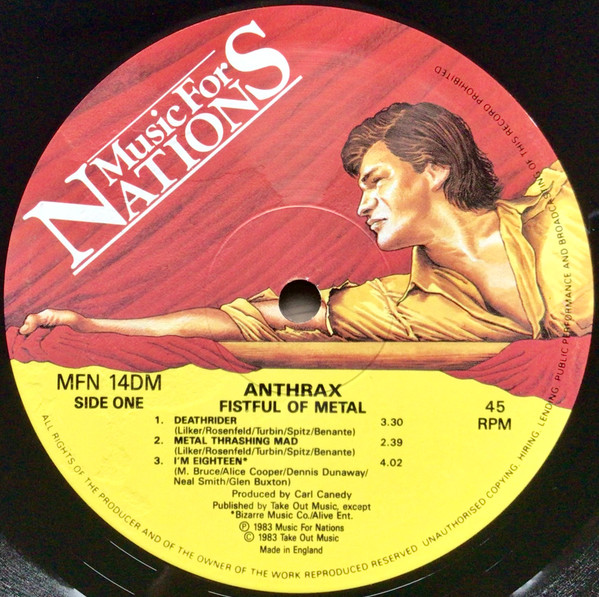 Music For
NATIONS
MFN 14DM
SIDE ONE
ANTHRAX
FISTFUL OF METAL
45
RPM
1. DEATHRIDER 3.30
(Lilker/Rosenfeld/Turbin/Spitz/Benante)
2. METAL THRASHING MAD 2.39
(Lilker/Rosenfeld/Turbin/Spitz/Benante)
3. I'M EIGHTEEN* 4.02
(M. Bruce/Alice Cooper/Dennis Dunaway/
Neal Smith/Glen Buxton)
Produced by Carl Canedy
Published by Take Out Music, except
*Bizarre Music Co./Alive Ent.
℗ 1983 Music For Nations
© 1983 Take Out Music
Made in England
ALL RIGHTS OF THE PRODUCER AND OF THE OWNER OF THE WORK REPRODUCED RESERVED UNAUTHORISED COPYING. HIRING. LENDING. PUBLIC PERFORMANCE AND BROADCASTING OF THIS RECORD PROHIBITED